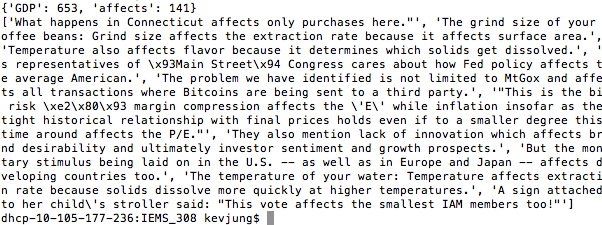 {'GDP': 653, 'affects': 141}
['What happens in Connecticut affects only purchases here."', 'The grind size of your
offee beans: Grind size affects the extraction rate because it affects surface area.',
'Temperature also affects flavor because it determines which solids get dissolved.', '
s representatives of \x93Main Street\x94 Congress cares about how Fed policy affects t
e average American.', 'The problem we have identified is not limited to MtGox and affe
ts all transactions where Bitcoins are being sent to a third party.', '"This is the bi
 risk \xe2\x80\x93 margin compression affects the \'E\' while inflation insofar as the
tight historical relationship with final prices holds even if to a smaller degree this
time around affects the P/E."', 'They also mention lack of innovation which affects br
nd desirability and ultimately investor sentiment and growth prospects.', 'But the mon
tary stimulus being laid on in the U.S. -- as well as in Europe and Japan -- affects d
veloping countries too.', 'The temperature of your water: Temperature affects extracti
n rate because solids dissolve more quickly at higher temperatures.', 'A sign attached
to her child\'s stroller said: "This vote affects the smallest IAM members too!"']
dhcp-10-105-177-236:IEMS_308 kevjung$